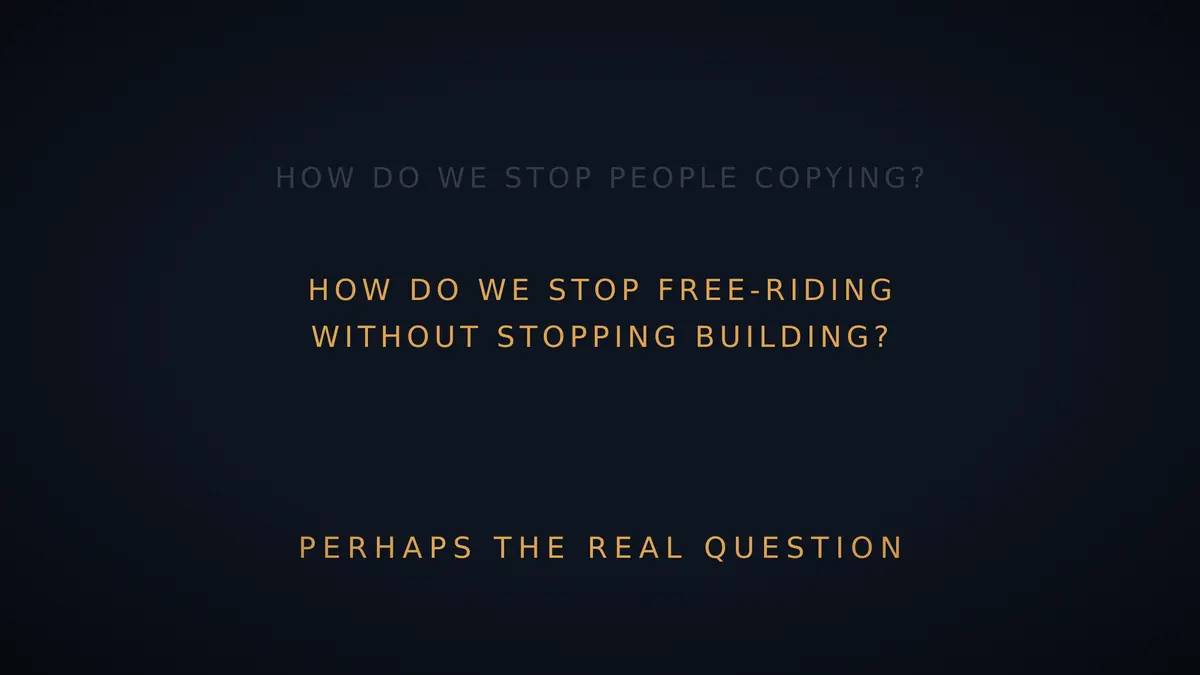 HOW DO WE STOP PEOPLE COPYING?
HOW DO WE STOP FREE-RIDING
WITHOUT STOPPING BUILDING?
PERHAPS THE REAL QUESTION